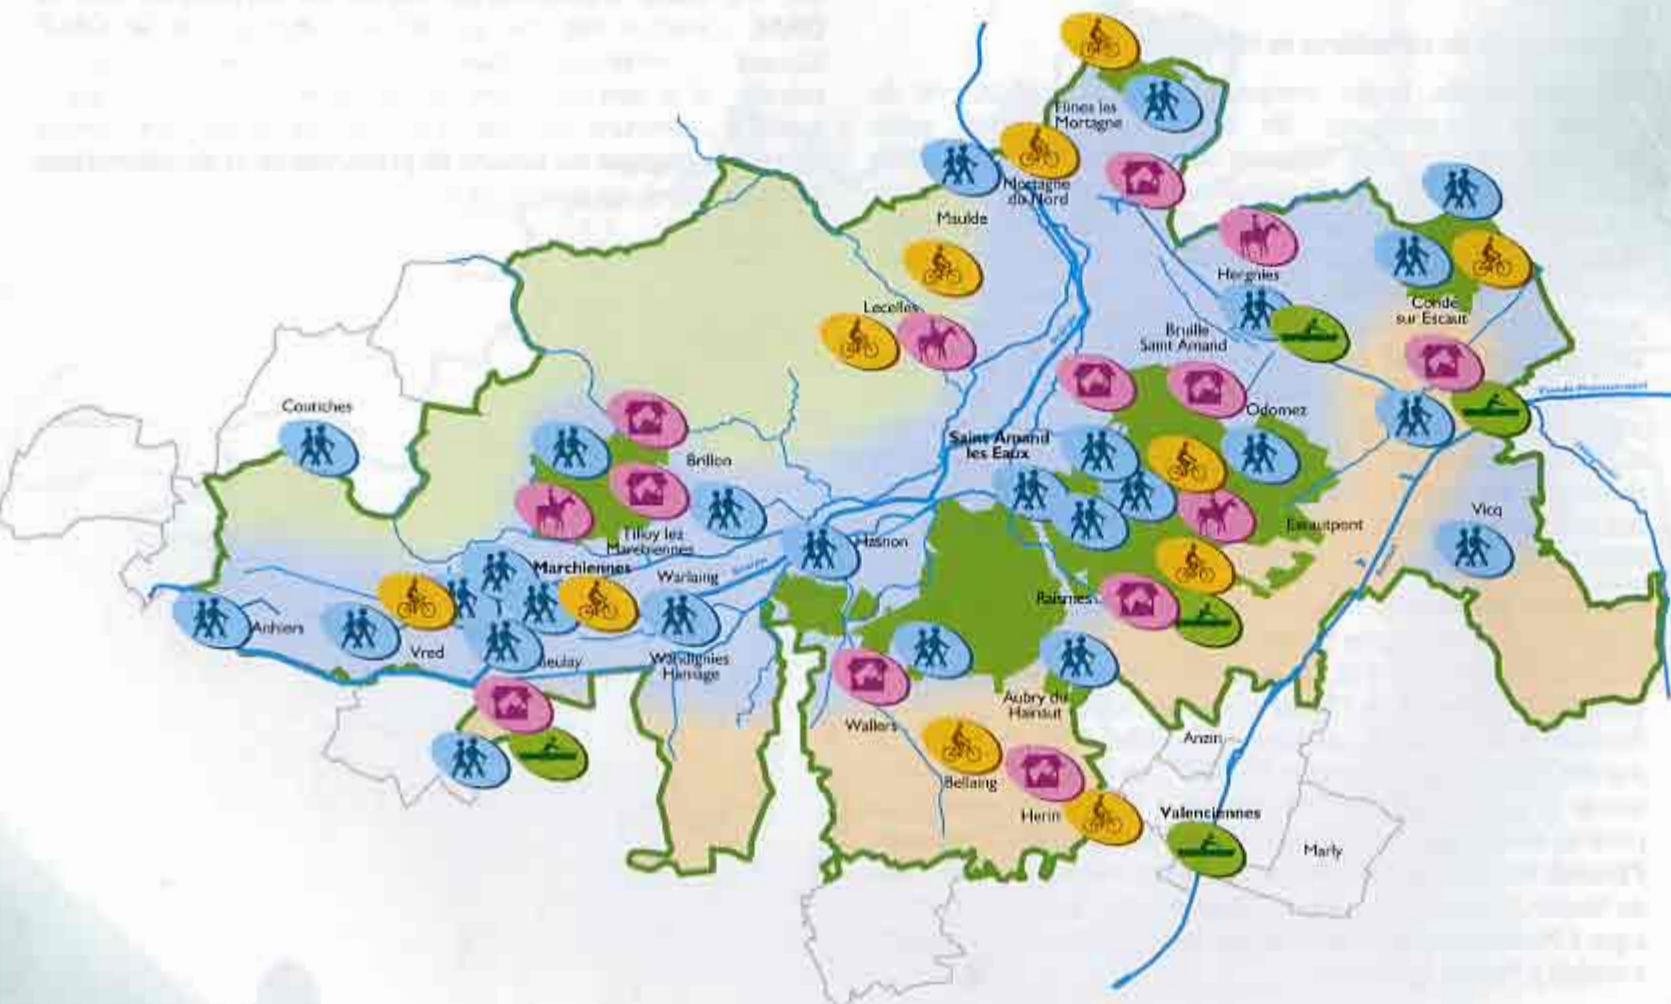 Flines les
Mortagne
Mortagne
du Nord
Maulde
Hergnies
Lecelles
Condé
sur Escaut
Bruille
Saint Amand
Coutiches
Odomez
Saint Amand
les Eaux
Brillon
Vicq
Escautpont
Tilloy lez
Marchiennes
Hasnon
Marchiennes
Warlaing
Scarpe
Raismes
Anhiers
Vred
Wandignies
Hamage
Aubry du
Hainaut
Wallers
Anzin
Bellaing
Herin
Valenciennes
Marly